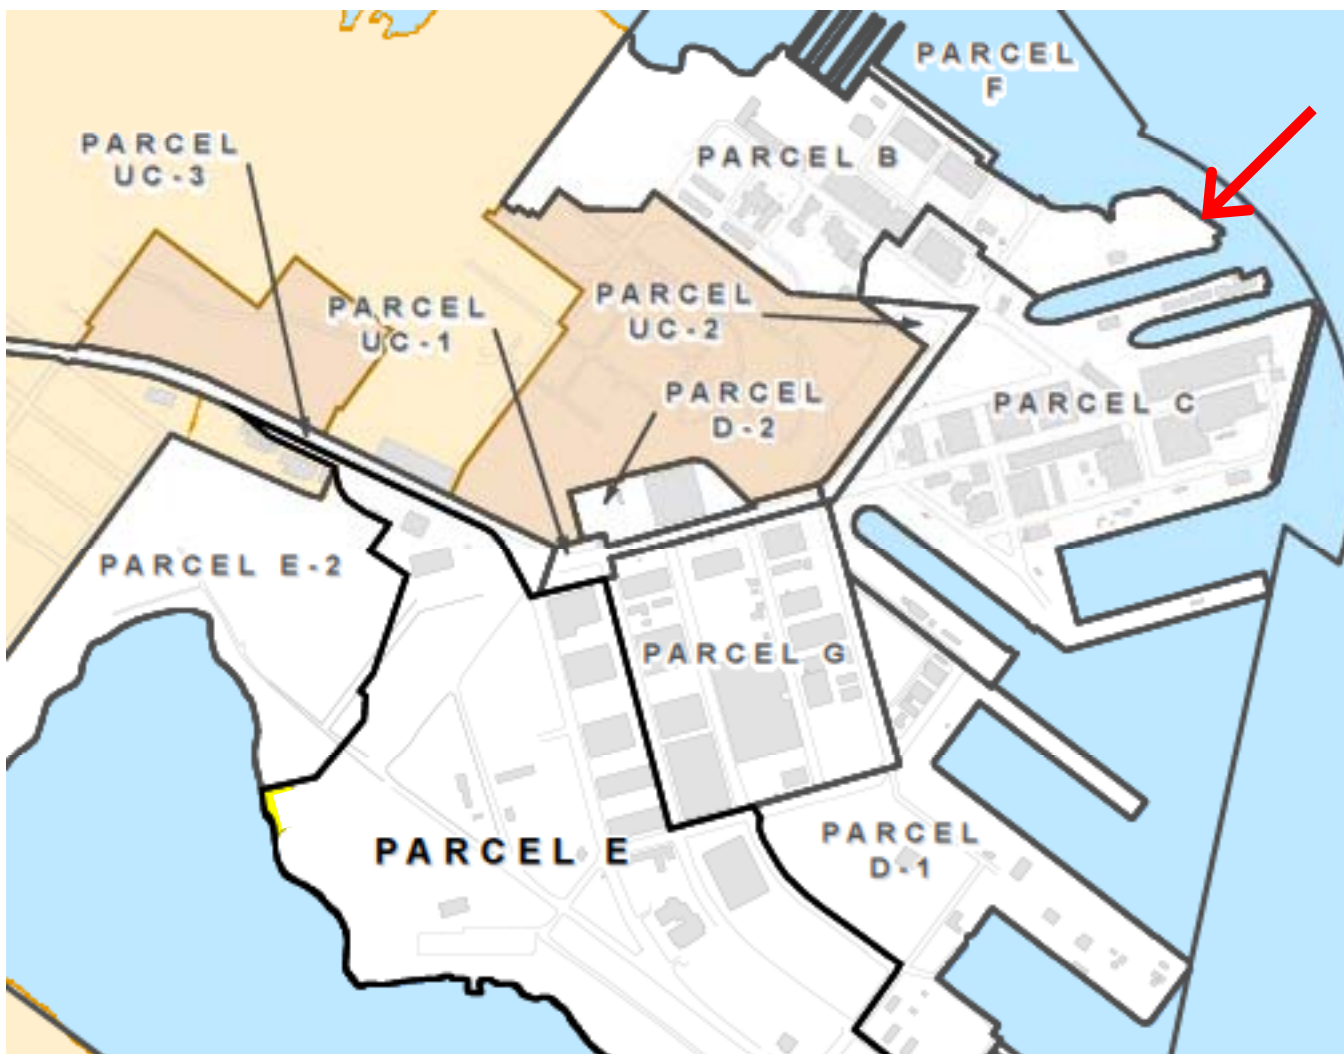 PARCEL
F
PARCEL
UC-3
PARCEL B
PARCEL
UC-1
PARCEL
UC-2
PARCEL
D-2
PARCEL C
PARCEL E-2
PARCEL G
PARCEL E
PARCEL
D-1